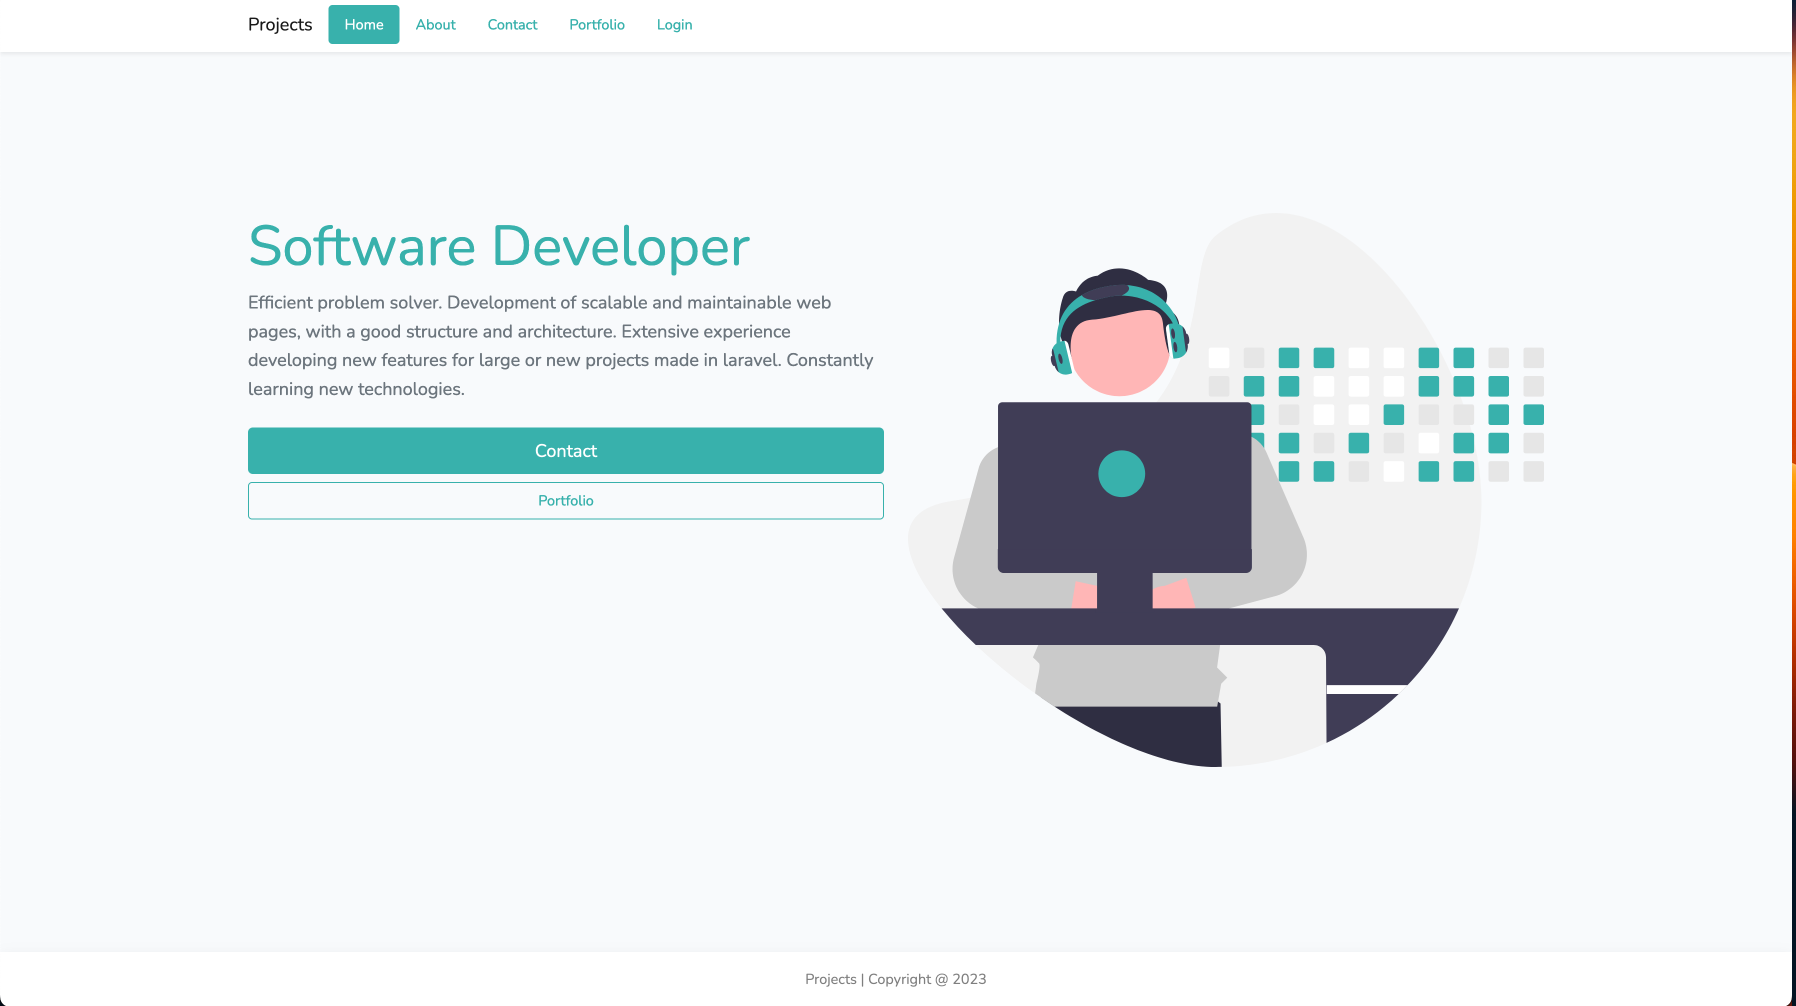 Projects Home About Contact Portfolio Login
Software Developer
Efficient problem solver. Development of scalable and maintainable web
pages, with a good structure and architecture. Extensive experience
developing new features for large or new projects made in laravel. Constantly
learning new technologies.
Contact
Portfolio
Projects | Copyright @ 2023